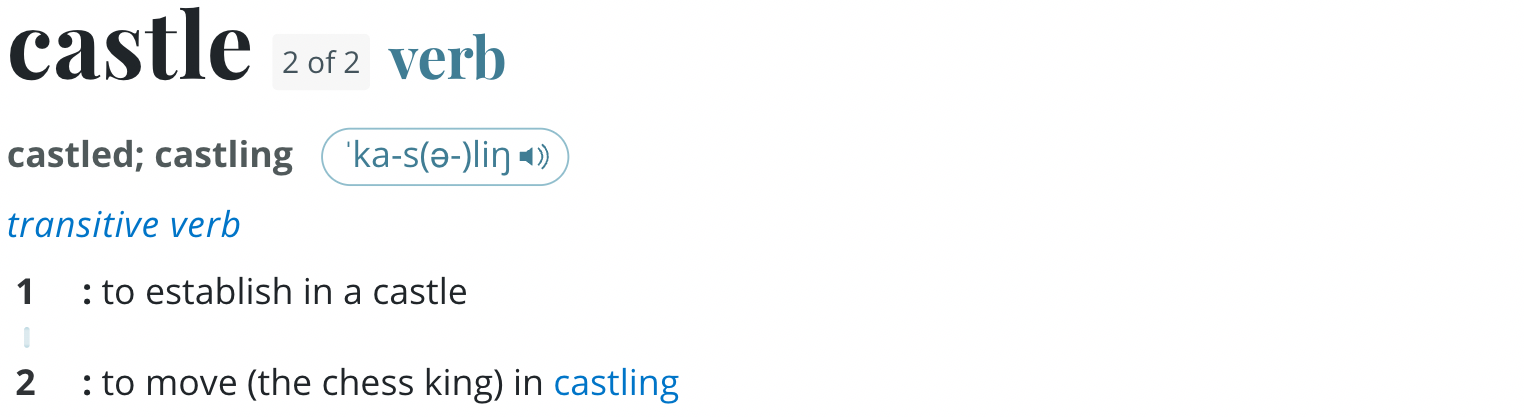 castle 2 of 2 verb
castled; castling ˈka-s(ə-)liŋ
transitive verb
1 : to establish in a castle
2 : to move (the chess king) in castling